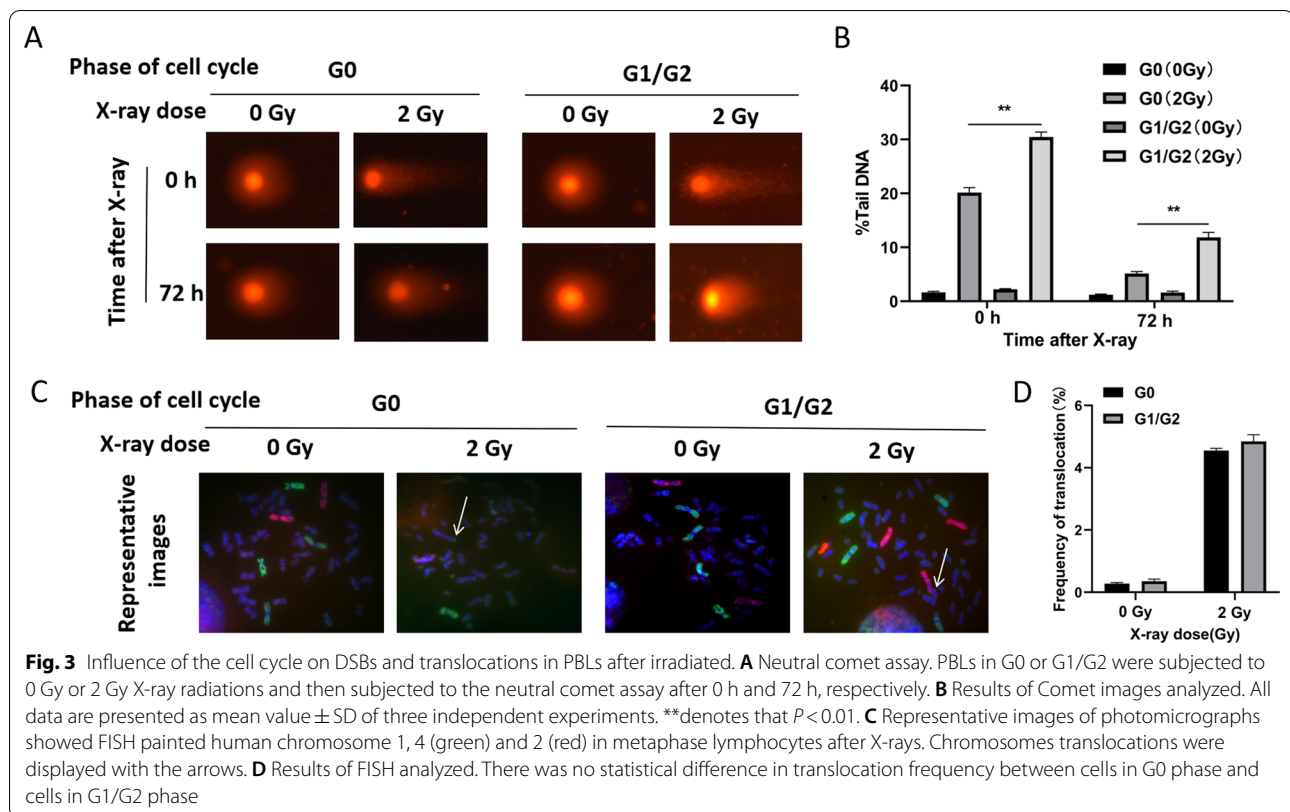 A
Phase of cell cycle G0 G1/G2
X-ray dose 0 Gy 2 Gy 0 Gy 2 Gy
Time after X-ray
0 h
72 h
B
G0（0Gy）
G0（2Gy）
G1/G2（0Gy）
G1/G2（2Gy）
%Tail DNA
40
30
20
10
0
**
**
0 h 72 h
Time after X-ray
C
Phase of cell cycle G0 G1/G2
X-ray dose 0 Gy 2 Gy 0 Gy 2 Gy
Representative
images
D
G0
G1/G2
Frequency of translocation（%）
6
4
2
0
0 Gy 2 Gy
X-ray dose(Gy)
Fig. 3 Influence of the cell cycle on DSBs and translocations in PBLs after irradiated. A Neutral comet assay. PBLs in G0 or G1/G2 were subjected to
0 Gy or 2 Gy X-ray radiations and then subjected to the neutral comet assay after 0 h and 72 h, respectively. B Results of Comet images analyzed. All
data are presented as mean value ± SD of three independent experiments. **denotes that P < 0.01. C Representative images of photomicrographs
showed FISH painted human chromosome 1, 4 (green) and 2 (red) in metaphase lymphocytes after X-rays. Chromosomes translocations were
displayed with the arrows. D Results of FISH analyzed. There was no statistical difference in translocation frequency between cells in G0 phase and
cells in G1/G2 phase